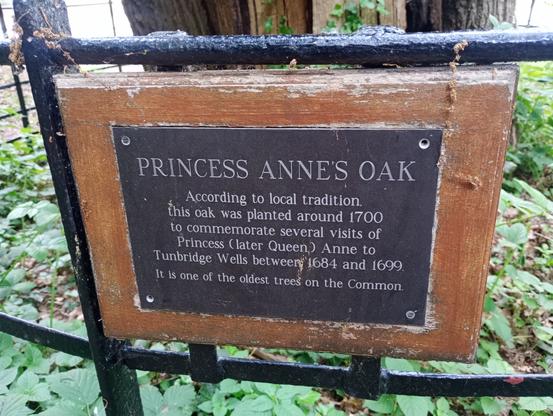 PRINCESS ANNE'S OAK
According to local tradition.
this oak was planted around 1700
to commemorate several visits of
Princess (later Queen) Anne to
Tunbridge Wells between 1684 and 1699.
It is one of the oldest trees on the Common.